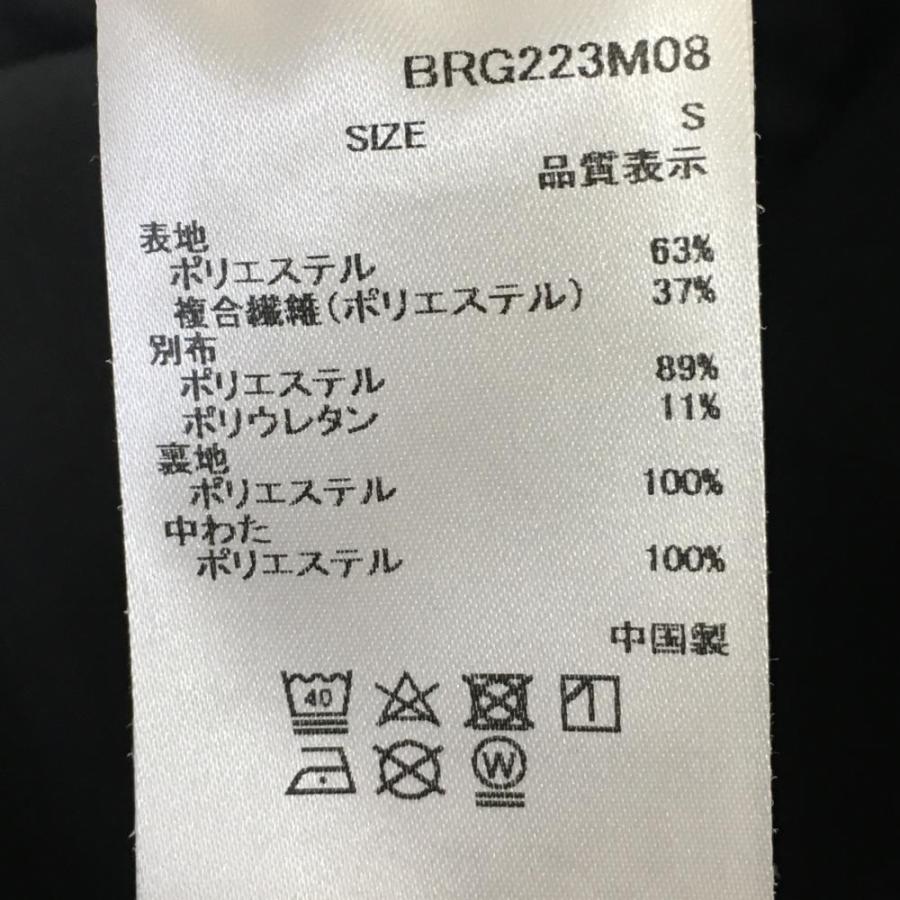 BRG223M08
SIZE S
品質表示
表地
ポリエステル 63%
複合繊維(ポリエステル) 37%
別布
ポリエステル 89%
ポリウレタン 11%
裏地
ポリエステル 100%
中わた
ポリエステル 100%
中国製
40
W